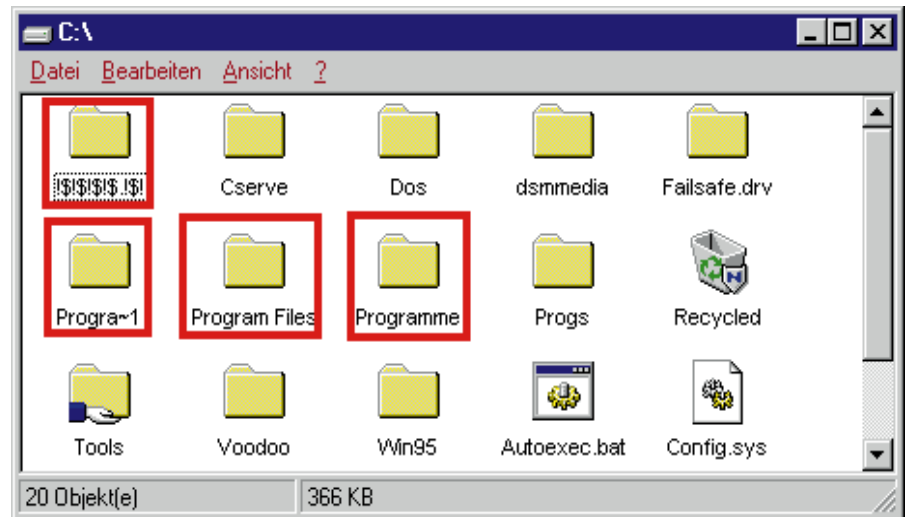 C:\
Datei Bearbeiten Ansicht ?
!$!$!$!$.!$! Cserve Dos dsmmedia Failsafe.drv
Progra~1 Program Files Programme Progs Recycled
Tools Voodoo Win95 Autoexec.bat Config.sys
20 Objekt(e) 366 KB